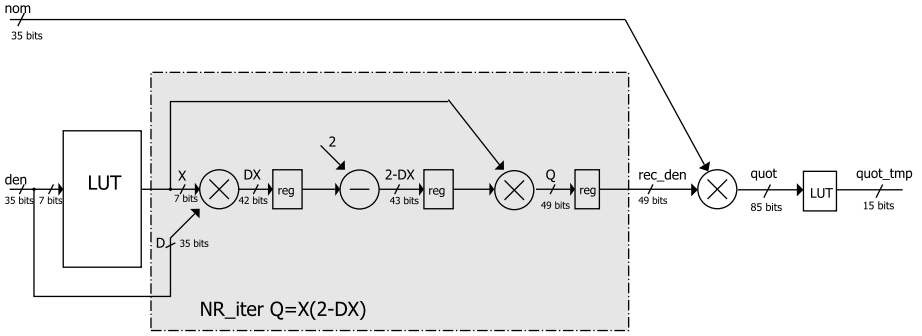 nom
35 bits
den
35 bits
7 bits
LUT
X
7 bits
D
35 bits
DX
42 bits
reg
2
2-DX
43 bits
reg
Q
49 bits
reg
rec_den
49 bits
quot
85 bits
LUT
quot_tmp
15 bits
NR_iter Q=X(2-DX)